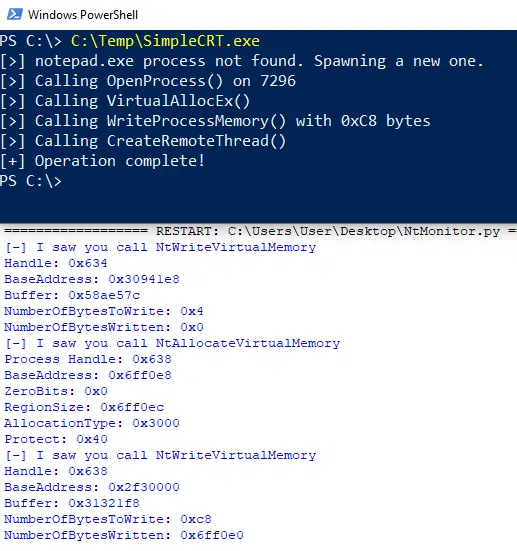 Windows PowerShell
PS C:\> C:\Temp\SimpleCRT.exe
[>] notepad.exe process not found. Spawning a new one.
[>] Calling OpenProcess() on 7296
[>] Calling VirtualAllocEx()
[>] Calling WriteProcessMemory() with 0xC8 bytes
[>] Calling CreateRemoteThread()
[+] Operation complete!
PS C:\>
================== RESTART: C:\Users\User\Desktop\NtMonitor.py =
[-] I saw you call NtWriteVirtualMemory
Handle: 0x634
BaseAddress: 0x30941e8
Buffer: 0x58ae57c
NumberOfBytesToWrite: 0x4
NumberOfBytesWritten: 0x0
[-] I saw you call NtAllocateVirtualMemory
Process Handle: 0x638
BaseAddress: 0x6ff0e8
ZeroBits: 0x0
RegionSize: 0x6ff0ec
AllocationType: 0x3000
Protect: 0x40
[-] I saw you call NtWriteVirtualMemory
Handle: 0x638
BaseAddress: 0x2f30000
Buffer: 0x31321f8
NumberOfBytesToWrite: 0xc8
NumberOfBytesWritten: 0x6ff0e0